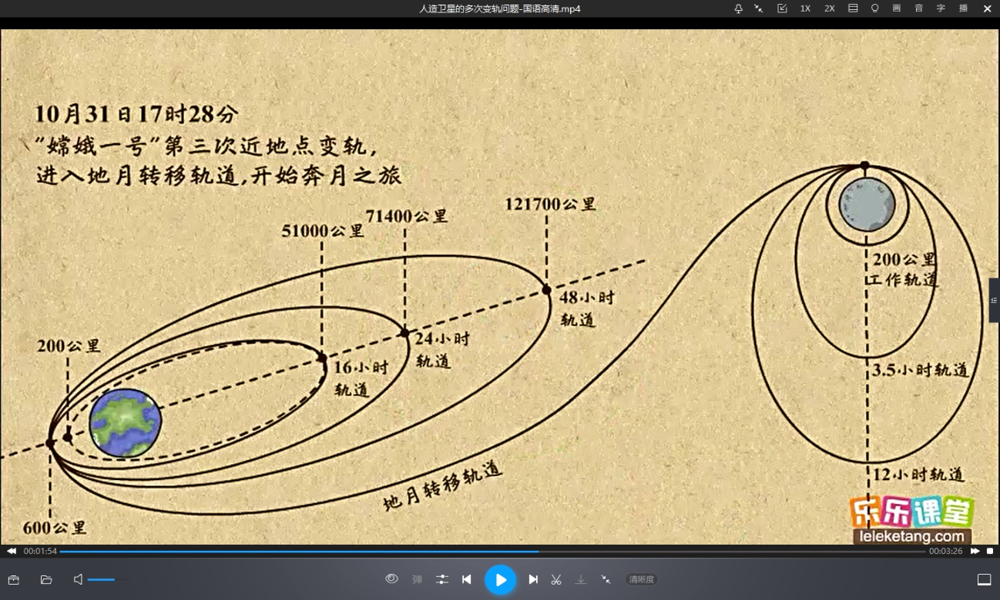 人造卫星的多次变轨问题-国语高清.mp4
1X
2X
画
音
字
播
10月31日17时28分
“嫦娥一号”第三次近地点变轨，
进入地月转移轨道，开始奔月之旅
121700公里
71400公里
51000公里
200公里
工作轨道
48小时
轨道
24小时
轨道
200公里
16小时
轨道
3.5小时轨道
12小时轨道
地月转移轨道
600公里
乐乐课堂
leleketang.com
00:01:54
00:03:26
弹
清晰度